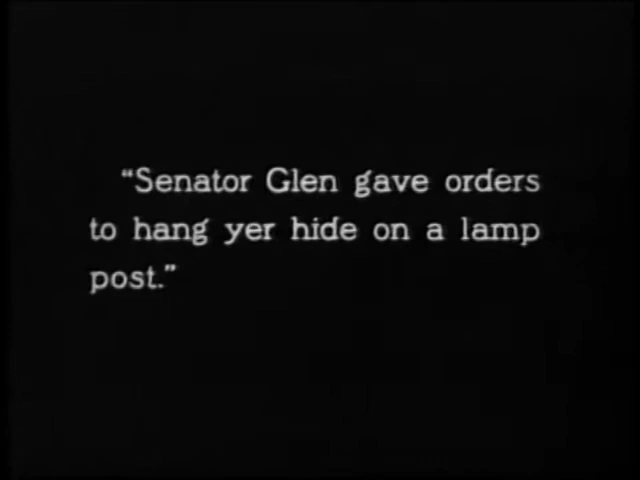 “Senator Glen gave orders
to hang yer hide on a lamp
post.”